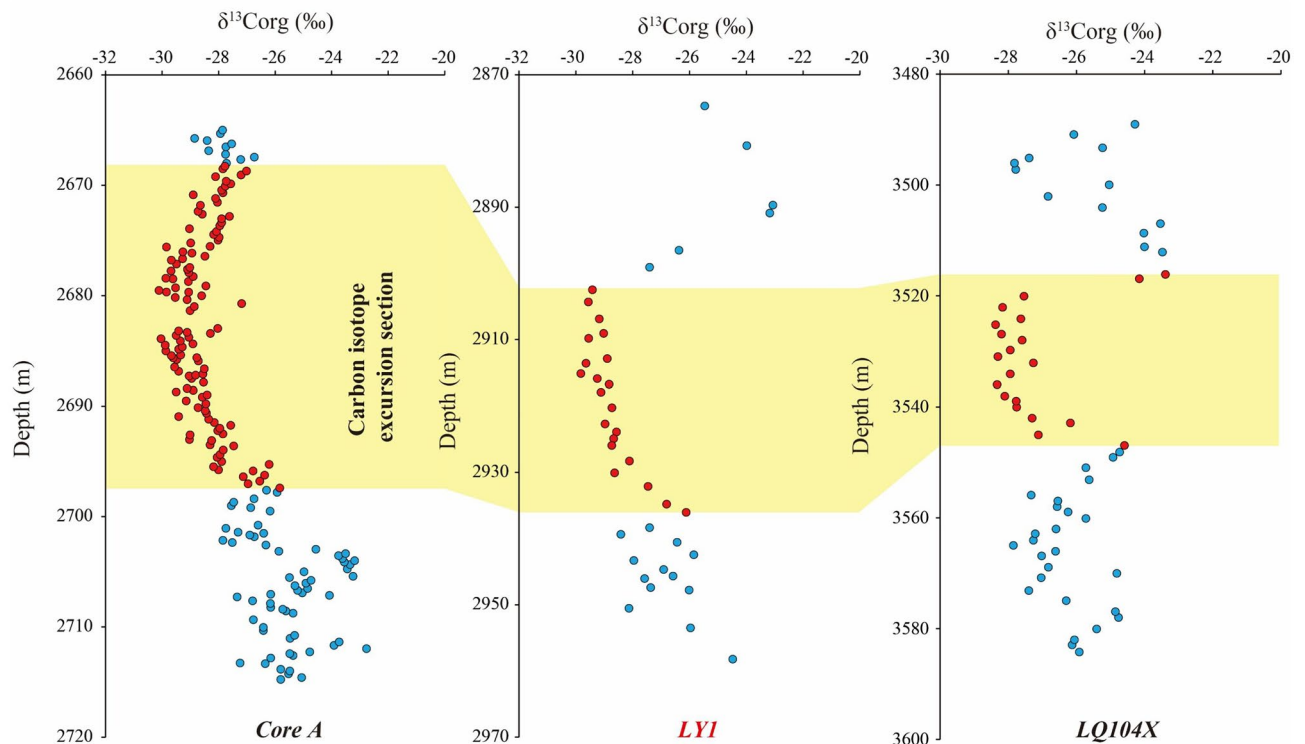 δ¹³Corg (‰)
-32 -30 -28 -26 -24 -22 -20
2660
2670
2680
2690
2700
2710
2720
Depth (m)
Core A
Carbon isotope
excursion section
δ¹³Corg (‰)
-32 -30 -28 -26 -24 -22 -20
2870
2890
2910
2930
2950
2970
Depth (m)
LY1
δ¹³Corg (‰)
-30 -28 -26 -24 -22 -20
3480
3500
3520
3540
3560
3580
3600
Depth (m)
LQ104X